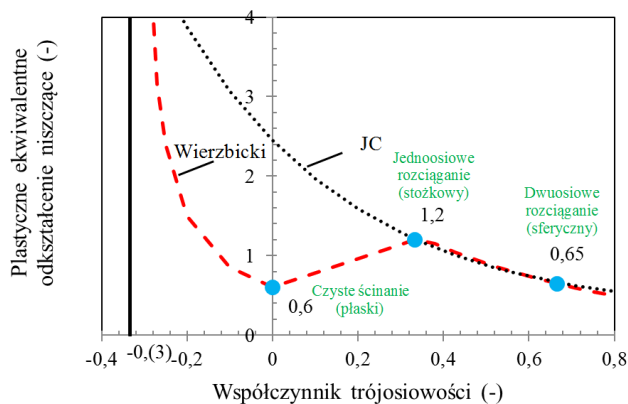 Plastyczne ekwiwalentne
odkształcenie niszczące (-)
4
3
2
1
0
Wierzbicki
JC
Jednoosiowe
rozciąganie
(stożkowy)
1,2
Dwuosiowe
rozciąganie
(sferyczny)
0,65
0,6
Czyste ścinanie
(płaski)
-0,4
-0,(3)
-0,2
0
0,2
0,4
0,6
0,8
Współczynnik trójosiowości (-)